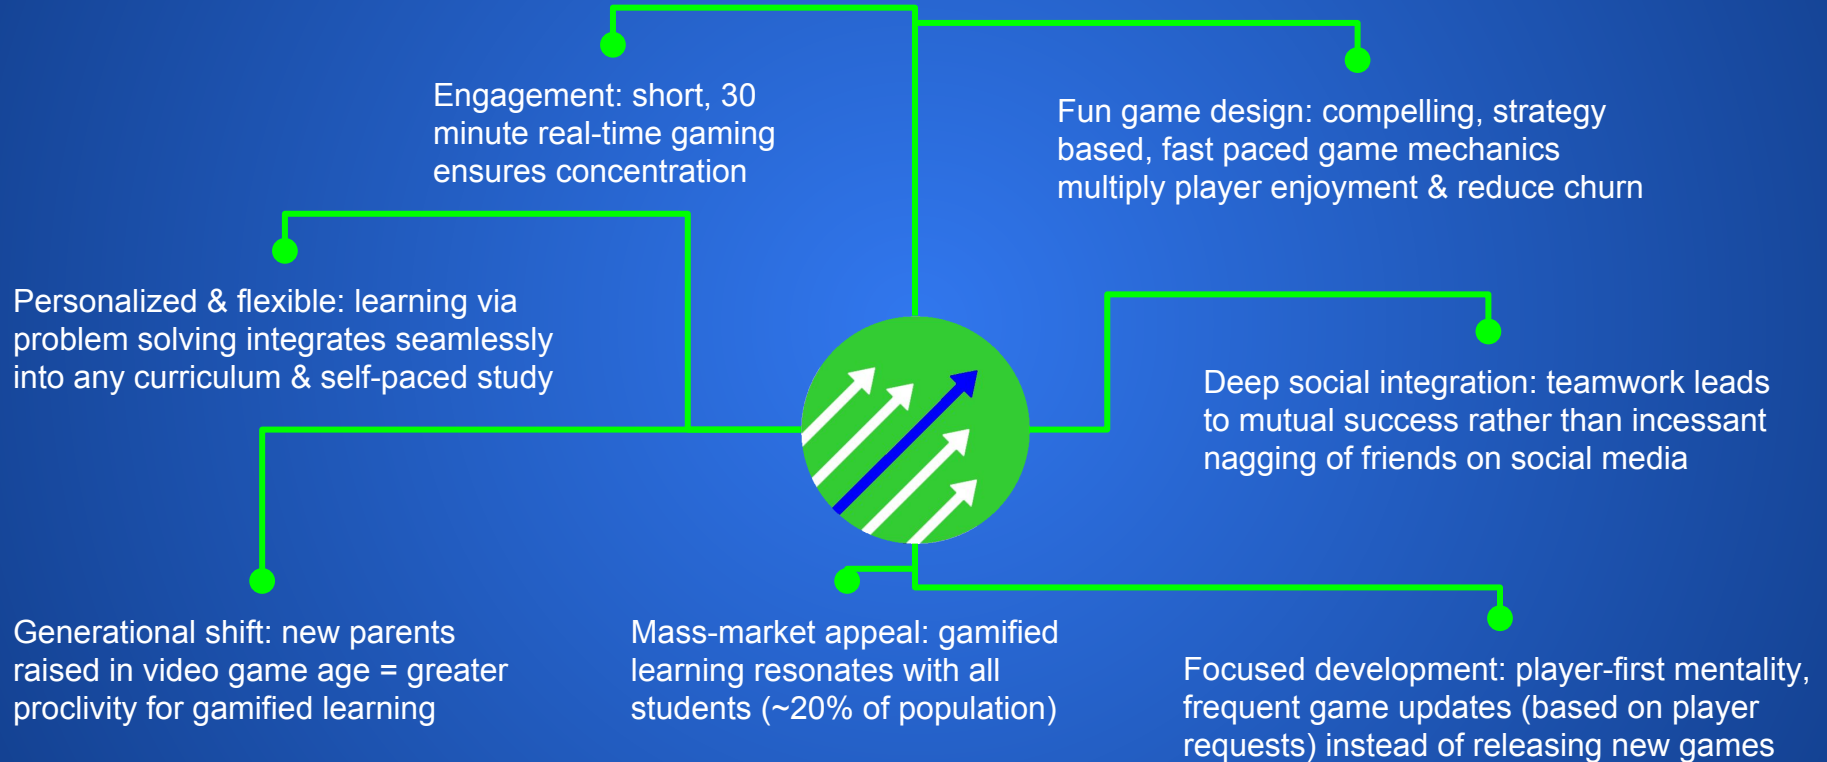 Engagement: short, 30
minute real-time gaming
ensures concentration
Fun game design: compelling, strategy
based, fast paced game mechanics
multiply player enjoyment & reduce churn
Personalized & flexible: learning via
problem solving integrates seamlessly
into any curriculum & self-paced study
Deep social integration: teamwork leads
to mutual success rather than incessant
nagging of friends on social media
Generational shift: new parents
raised in video game age = greater
proclivity for gamified learning
Mass-market appeal: gamified
learning resonates with all
students (~20% of population)
Focused development: player-first mentality,
frequent game updates (based on player
requests) instead of releasing new games